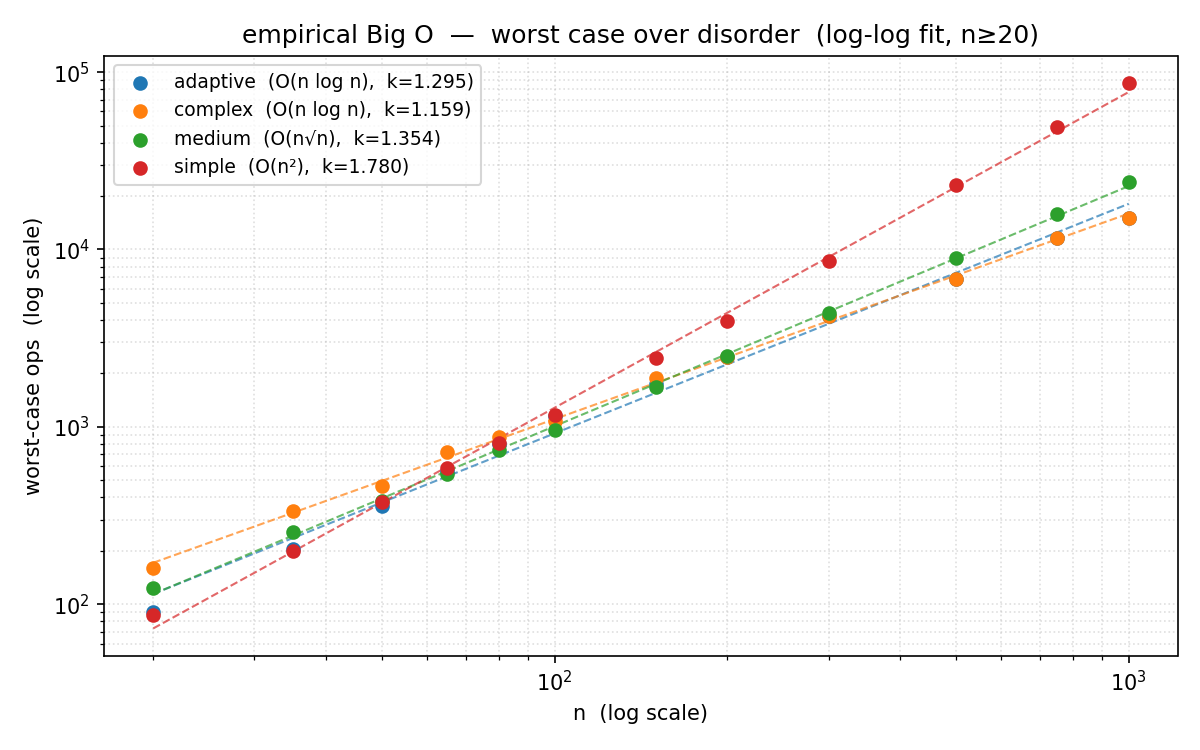 empirical Big O — worst case over disorder (log-log fit, n≥20)
adaptive (O(n log n), k=1.295)
complex (O(n log n), k=1.159)
medium (O(n√n), k=1.354)
simple (O(n²), k=1.780)
worst-case ops (log scale)
10⁵
10⁴
10³
10²
10² 10³
n (log scale)